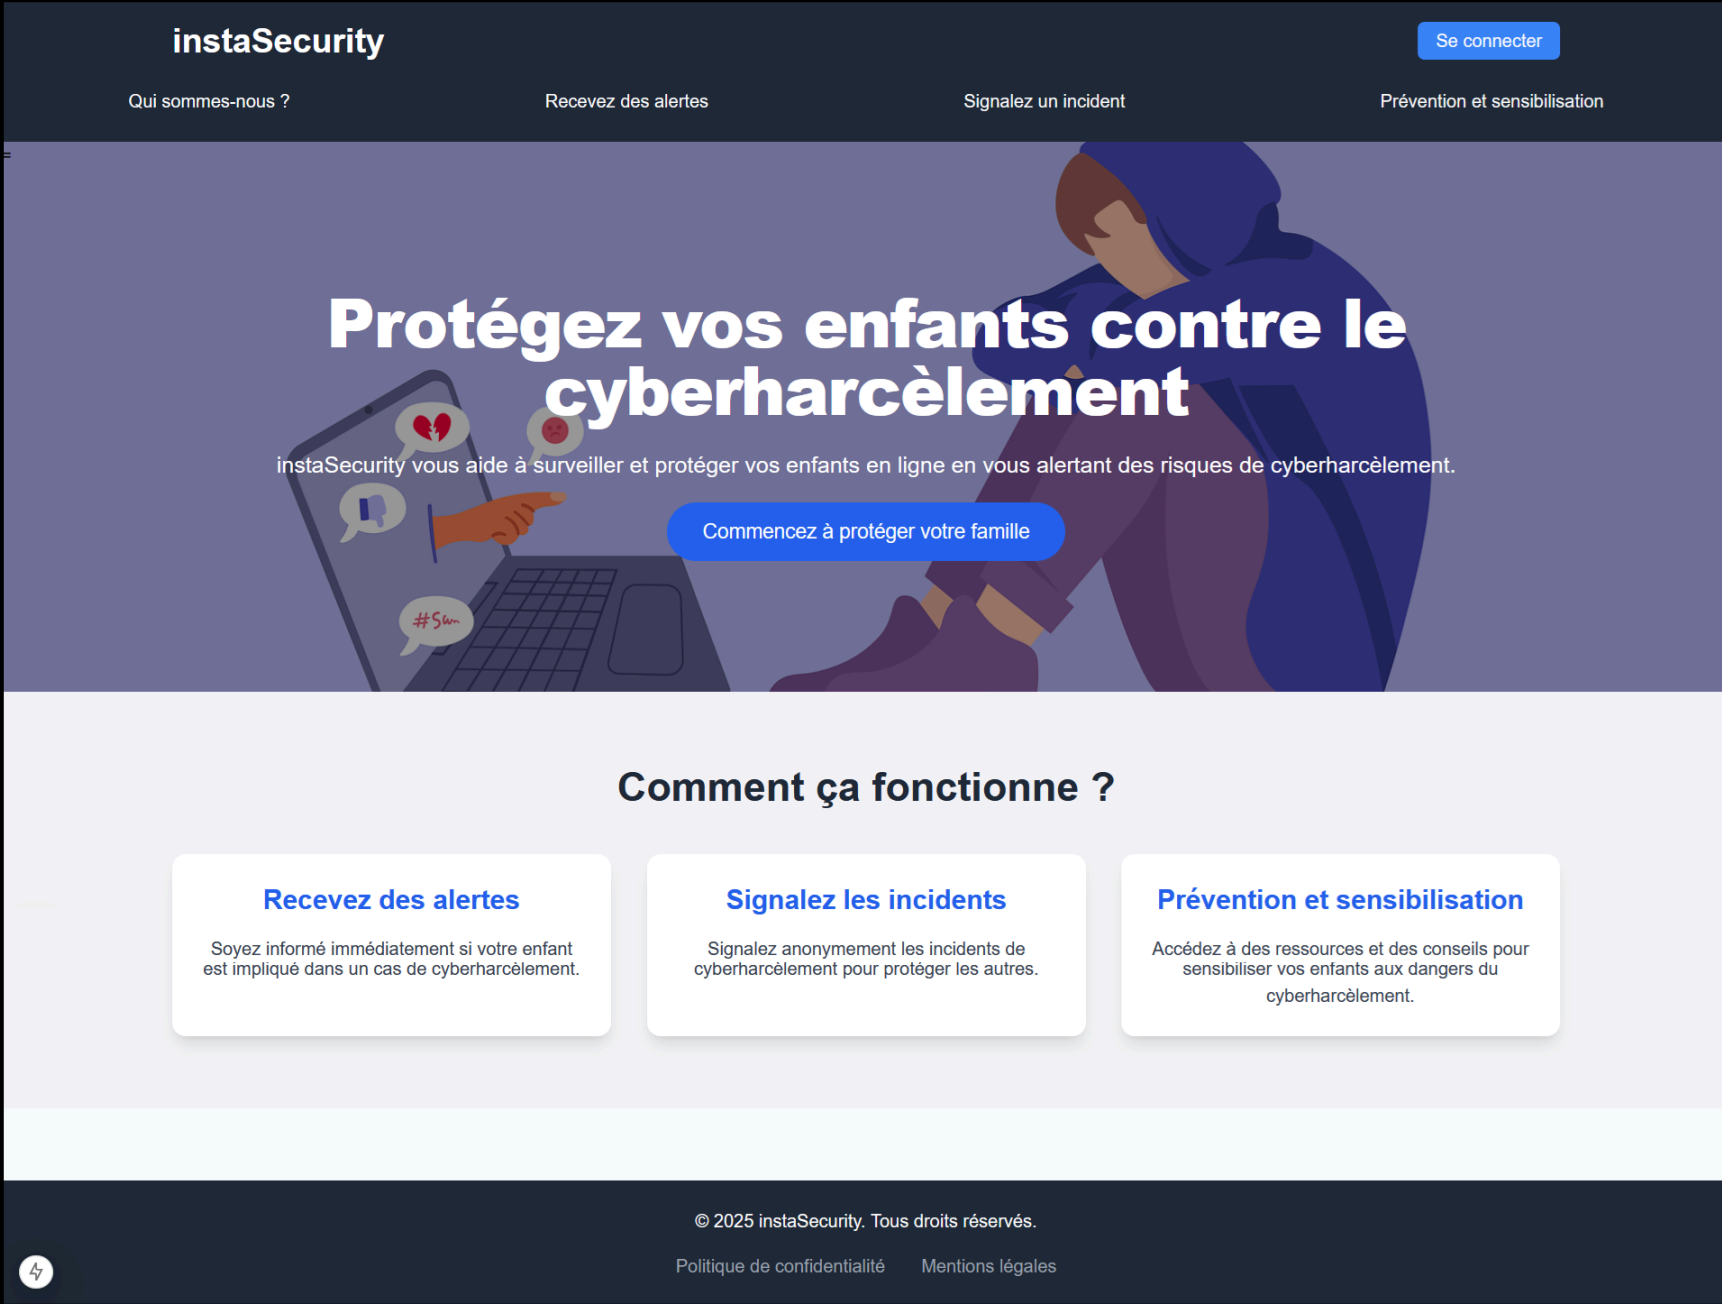 instaSecurity
Se connecter
Qui sommes-nous ?
Recevez des alertes
Signalez un incident
Prévention et sensibilisation
=
Protégez vos enfants contre le
cyberharcèlement
instaSecurity vous aide à surveiller et protéger vos enfants en ligne en vous alertant des risques de cyberharcèlement.
Commencez à protéger votre famille
Comment ça fonctionne ?
Recevez des alertes
Soyez informé immédiatement si votre enfant
est impliqué dans un cas de cyberharcèlement.
Signalez les incidents
Signalez anonymement les incidents de
cyberharcèlement pour protéger les autres.
Prévention et sensibilisation
Accédez à des ressources et des conseils pour
sensibiliser vos enfants aux dangers du
cyberharcèlement.
© 2025 instaSecurity. Tous droits réservés.
Politique de confidentialité
Mentions légales